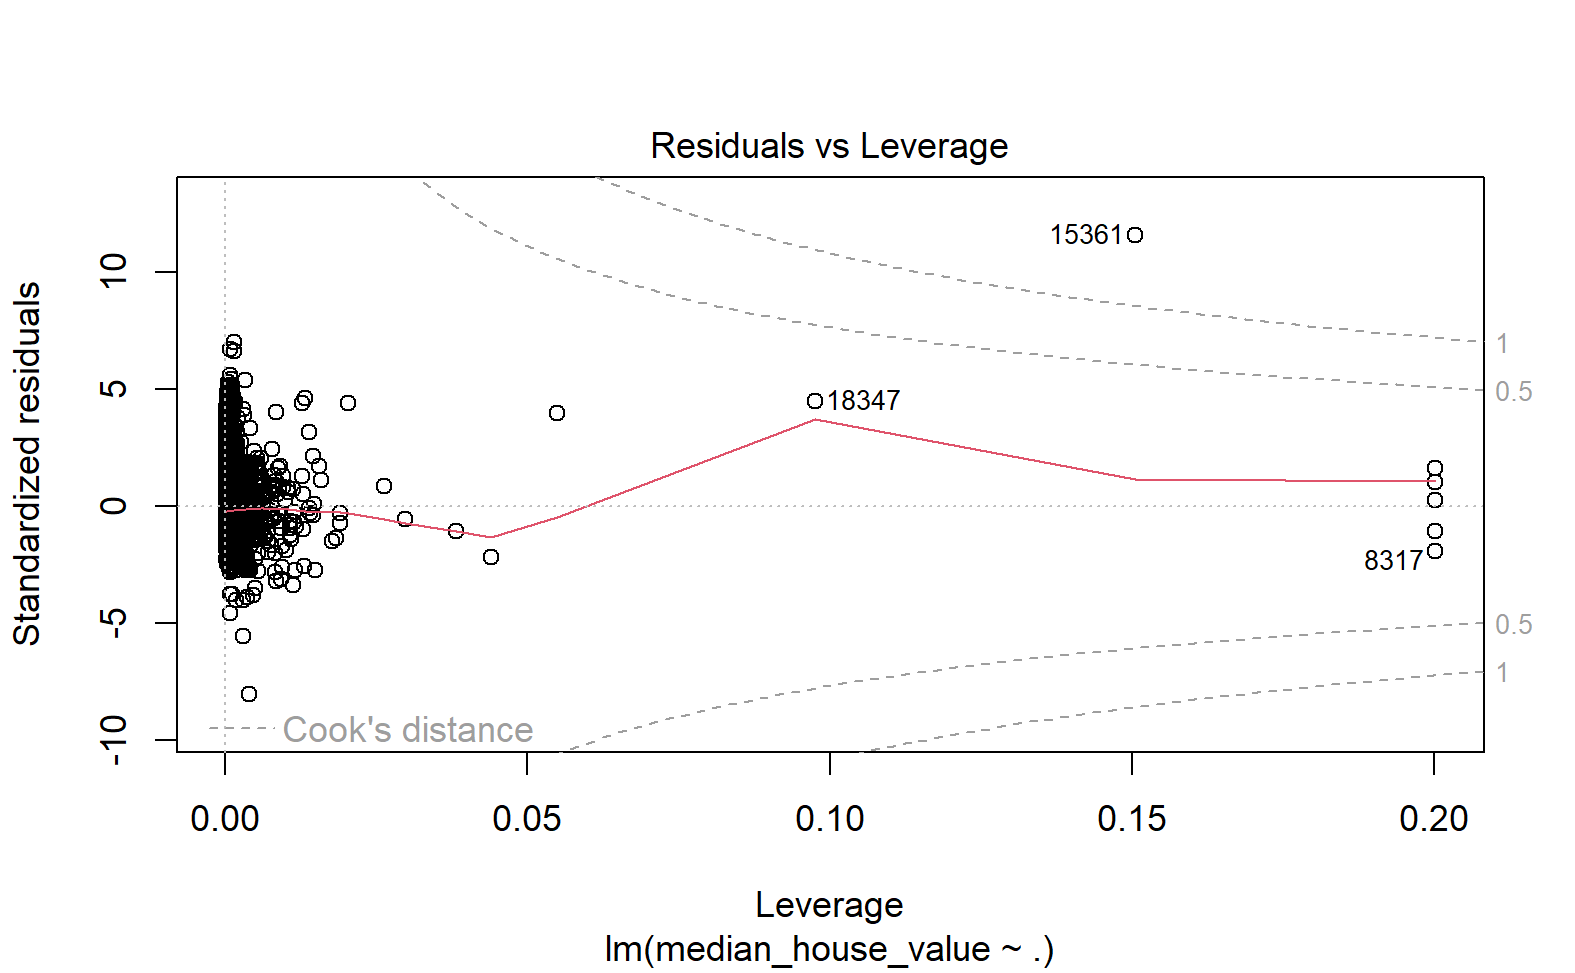 Residuals vs Leverage
Standardized residuals
10
5
0
-5
-10
15361
18347
8317
1
0.5
0.5
1
Cook's distance
0.00 0.05 0.10 0.15 0.20
Leverage
lm(median_house_value ~ .)